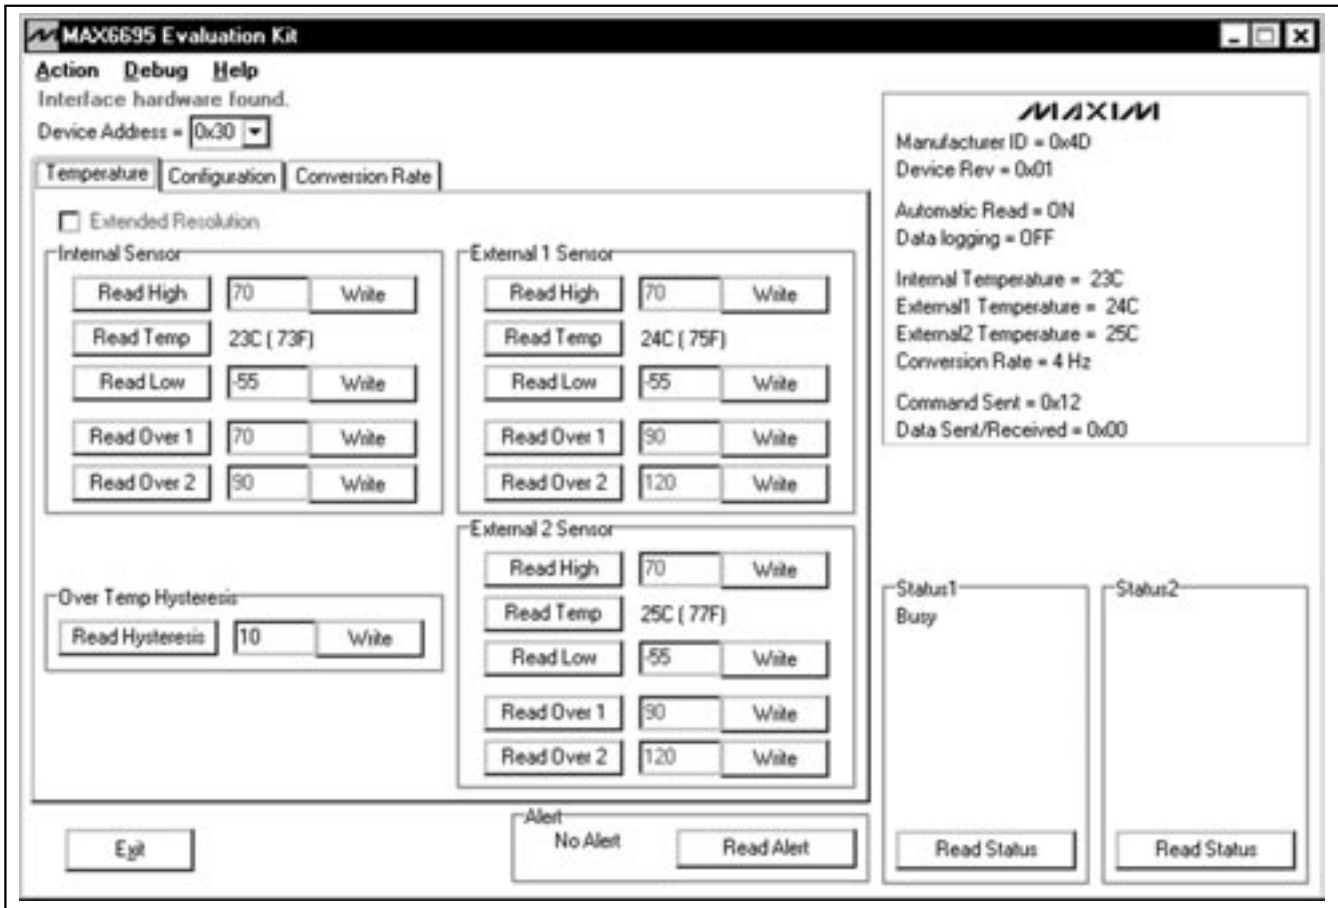 MAX6695 Evaluation Kit
Action Debug Help
Interface hardware found.
Device Address = 0x30
Temperature Configuration Conversion Rate
Extended Resolution
Internal Sensor
Read High 70 Write
Read Temp 23C ( 73F)
Read Low -55 Write
Read Over 1 70 Write
Read Over 2 90 Write
Over Temp Hysteresis
Read Hysteresis 10 Write
External 1 Sensor
Read High 70 Write
Read Temp 24C ( 75F)
Read Low -55 Write
Read Over 1 90 Write
Read Over 2 120 Write
External 2 Sensor
Read High 70 Write
Read Temp 25C ( 77F)
Read Low -55 Write
Read Over 1 90 Write
Read Over 2 120 Write
Exit
Alert
No Alert Read Alert
MAXIM
Manufacturer ID = 0x4D
Device Rev = 0x01
Automatic Read = ON
Data logging = OFF
Internal Temperature = 23C
External1 Temperature = 24C
External2 Temperature = 25C
Conversion Rate = 4 Hz
Command Sent = 0x12
Data Sent/Received = 0x00
Status1
Busy
Read Status
Status2
Read Status